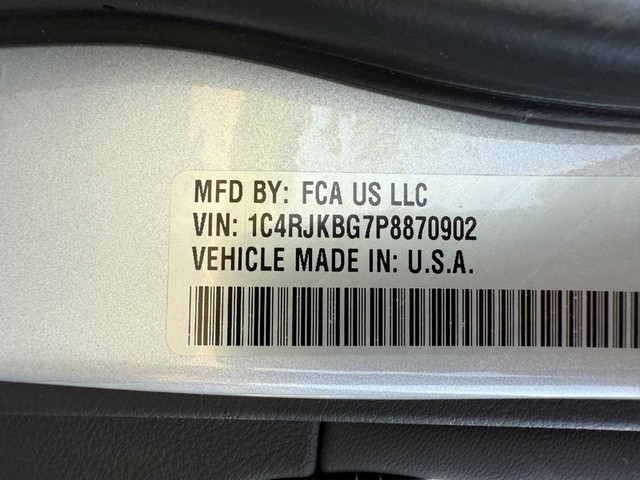 MFD BY: FCA US LLC
VIN: 1C4RJKBG7P8870902
VEHICLE MADE IN: U.S.A.